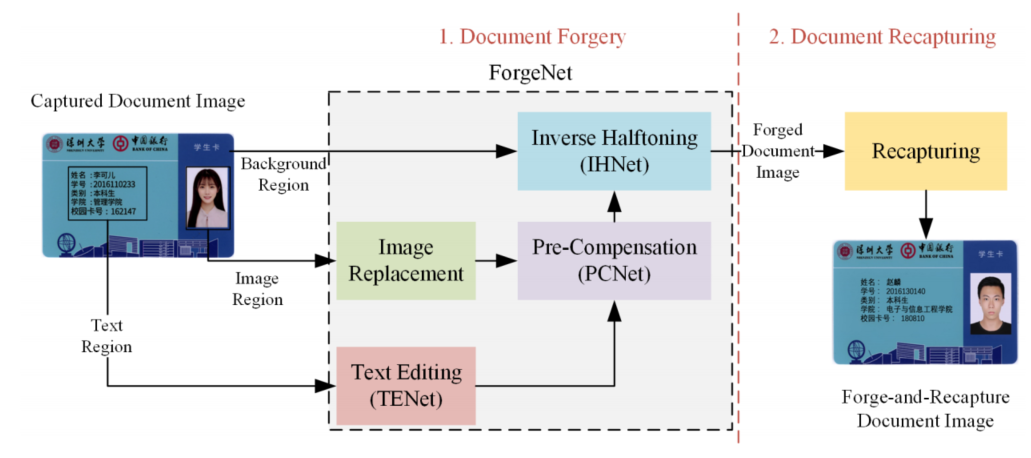 1. Document Forgery
2. Document Recapturing
ForgeNet
Captured Document Image
深圳大学
中国银行
BANK OF CHINA
学生卡
姓名:李可儿
学号:2016110233
类别:本科生
学院:管理学院
校园卡号:162147
Background
Region
Inverse Halftoning
(IHNet)
Forged
Document
Image
Recapturing
Image
Region
Image
Replacement
Pre-Compensation
(PCNet)
Text
Region
Text Editing
(TENet)
深圳大学
中国银行
BANK OF CHINA
学生卡
姓名: 赵麟
学号: 2016130140
类别: 本科生
学院: 电子与信息工程学院
校园卡号: 180810
Forge-and-Recapture
Document Image